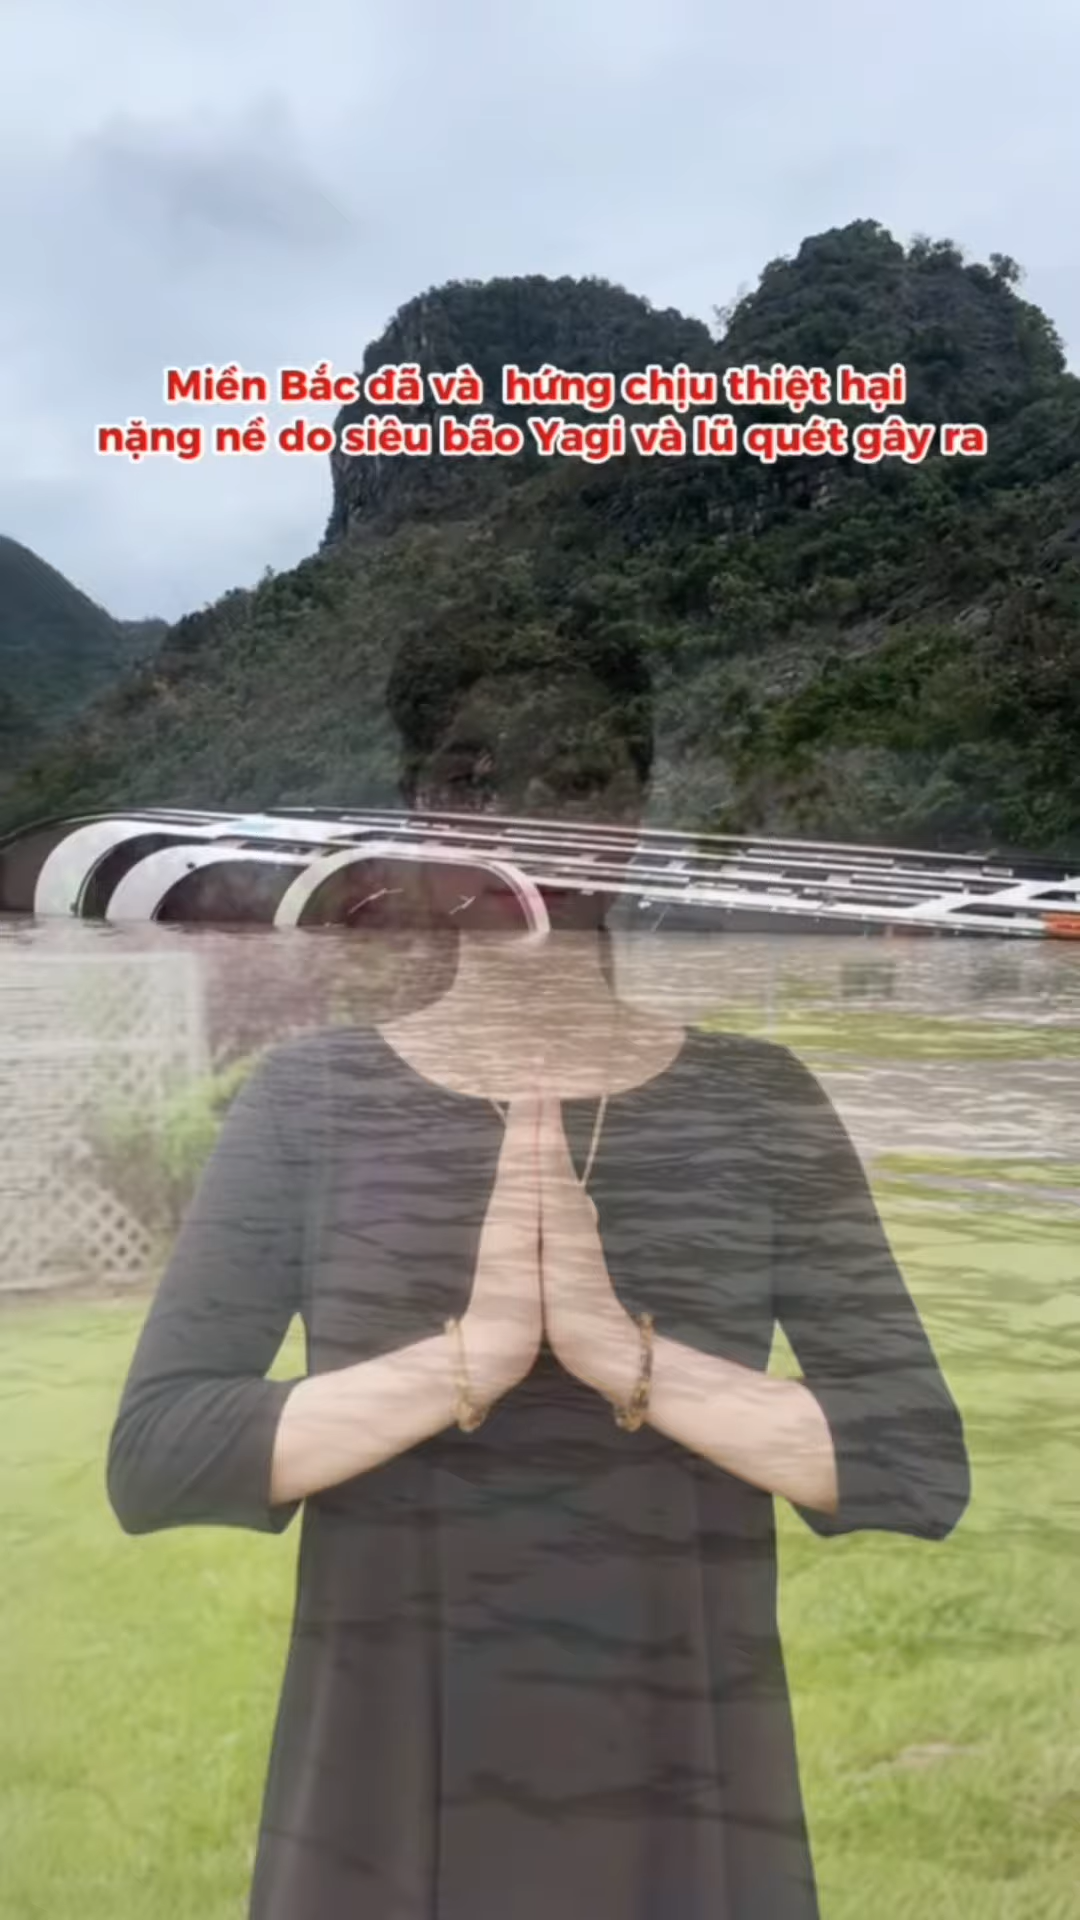 Miền Bắc đã và hứng chịu thiệt hại
nặng nề do siêu bão Yagi và lũ quét gây ra